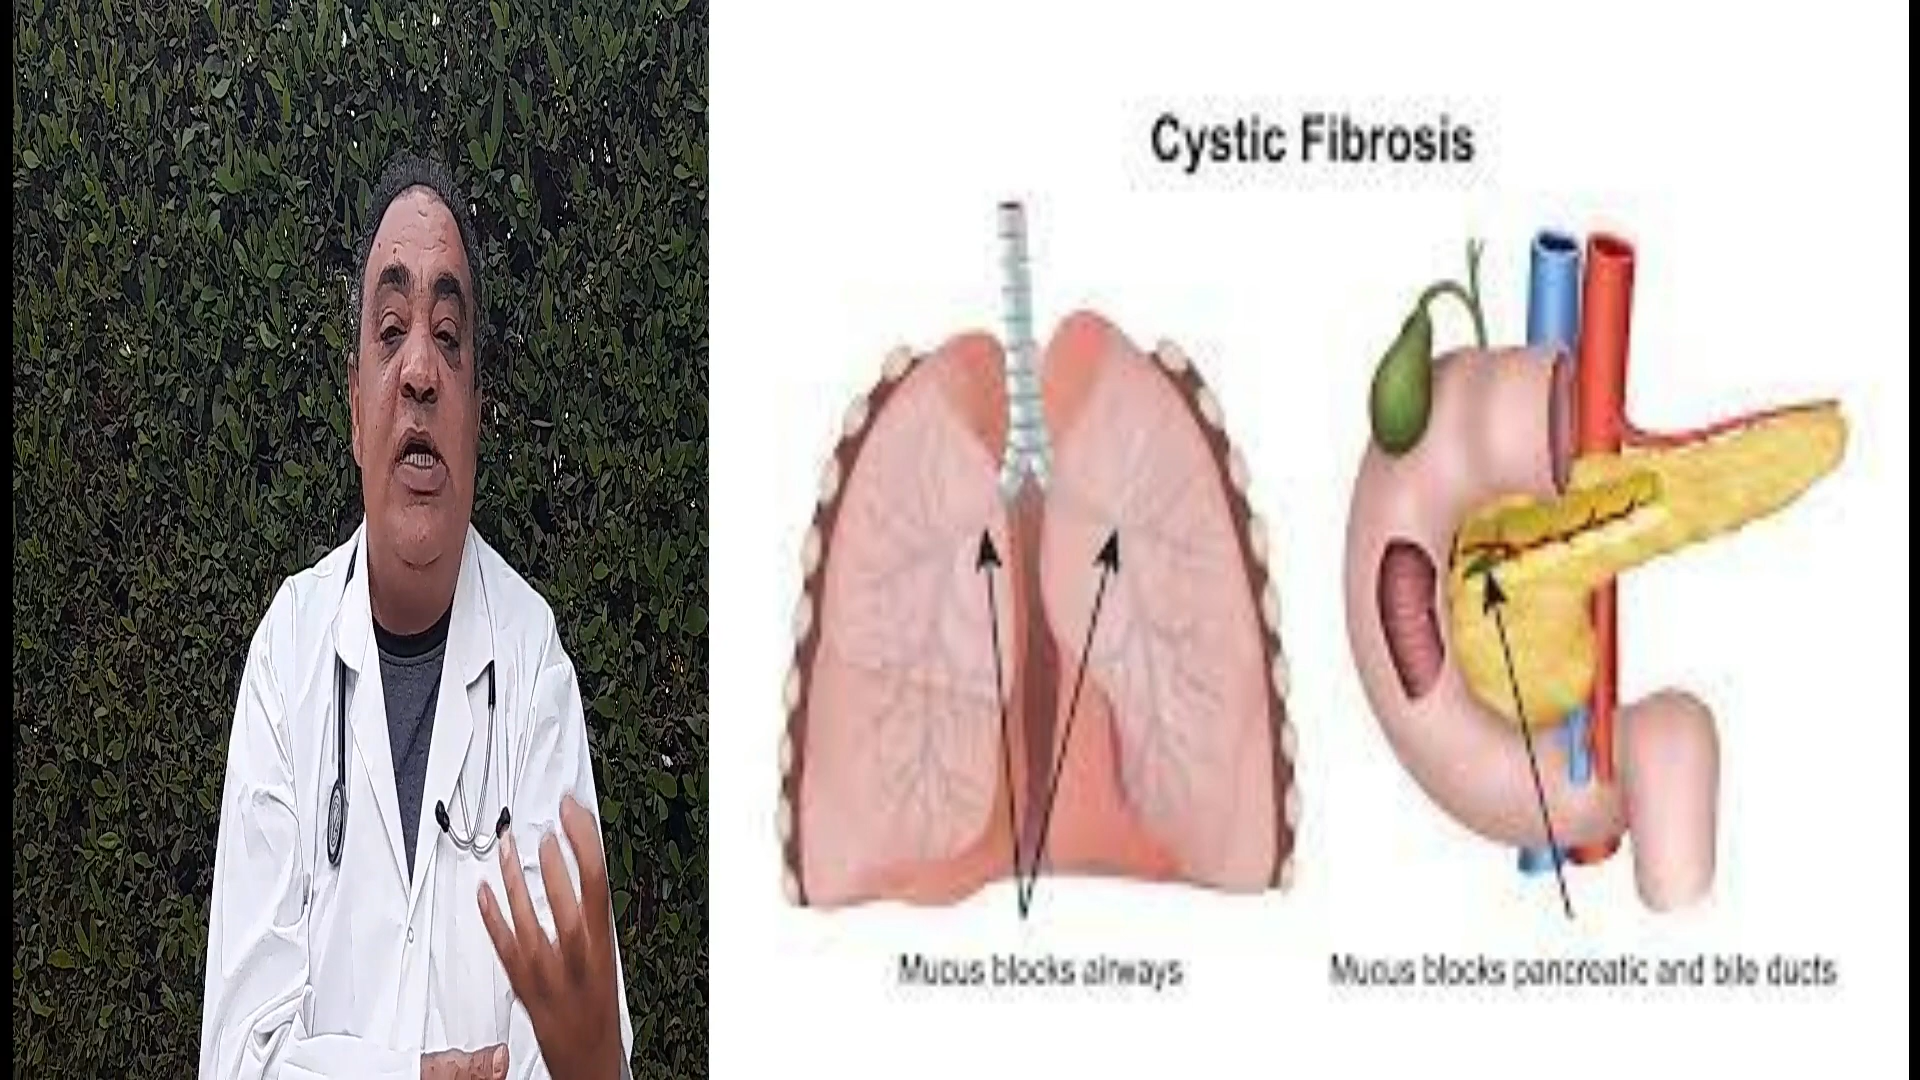 Cystic Fibrosis
Mucus blocks airways
Mucus blocks pancreatic and bile ducts